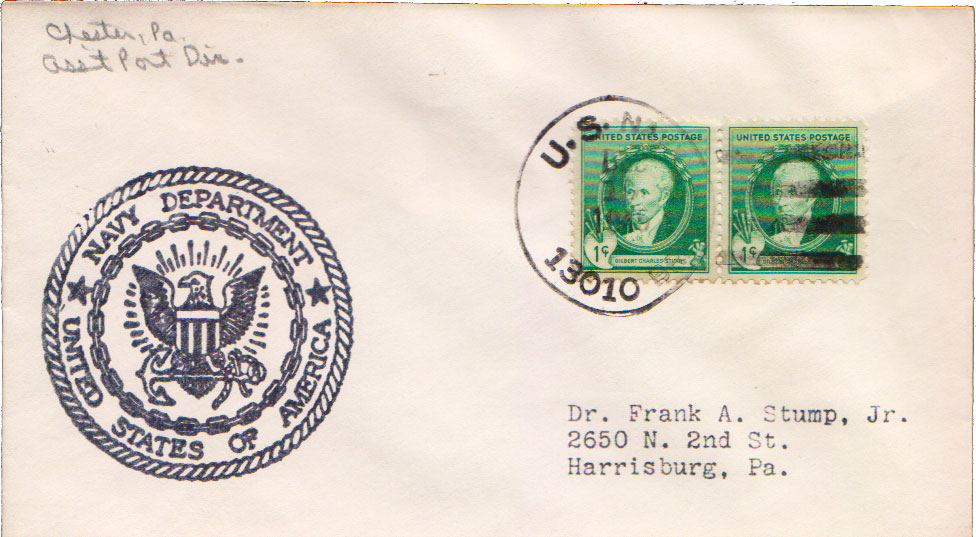 Chester, Pa.
Ass't Port Dir.
NAVY DEPARTMENT
UNITED STATES OF AMERICA
U.S.
13010
UNITED STATES POSTAGE
1¢
GILBERT CHARLES STUART
UNITED STATES POSTAGE
1¢
GILBERT
Dr. Frank A. Stump, Jr.
2650 N. 2nd St.
Harrisburg, Pa.